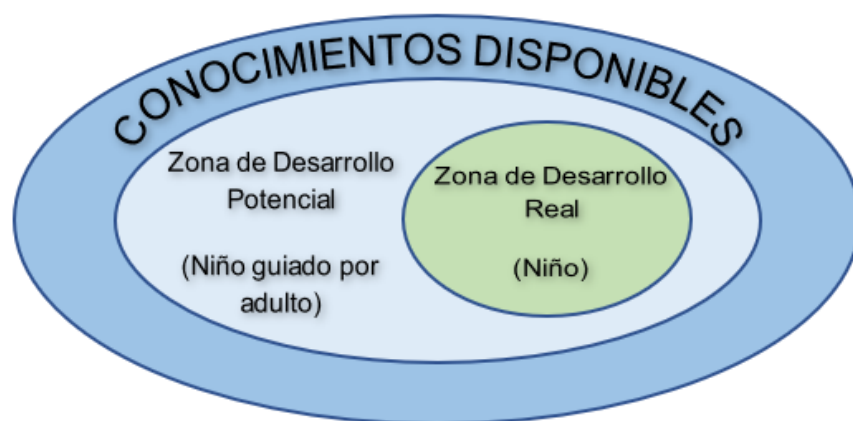 CONOCIMIENTOS DISPONIBLES
Zona de Desarrollo
Potencial
(Niño guiado por
adulto)
Zona de Desarrollo
Real
(Niño)